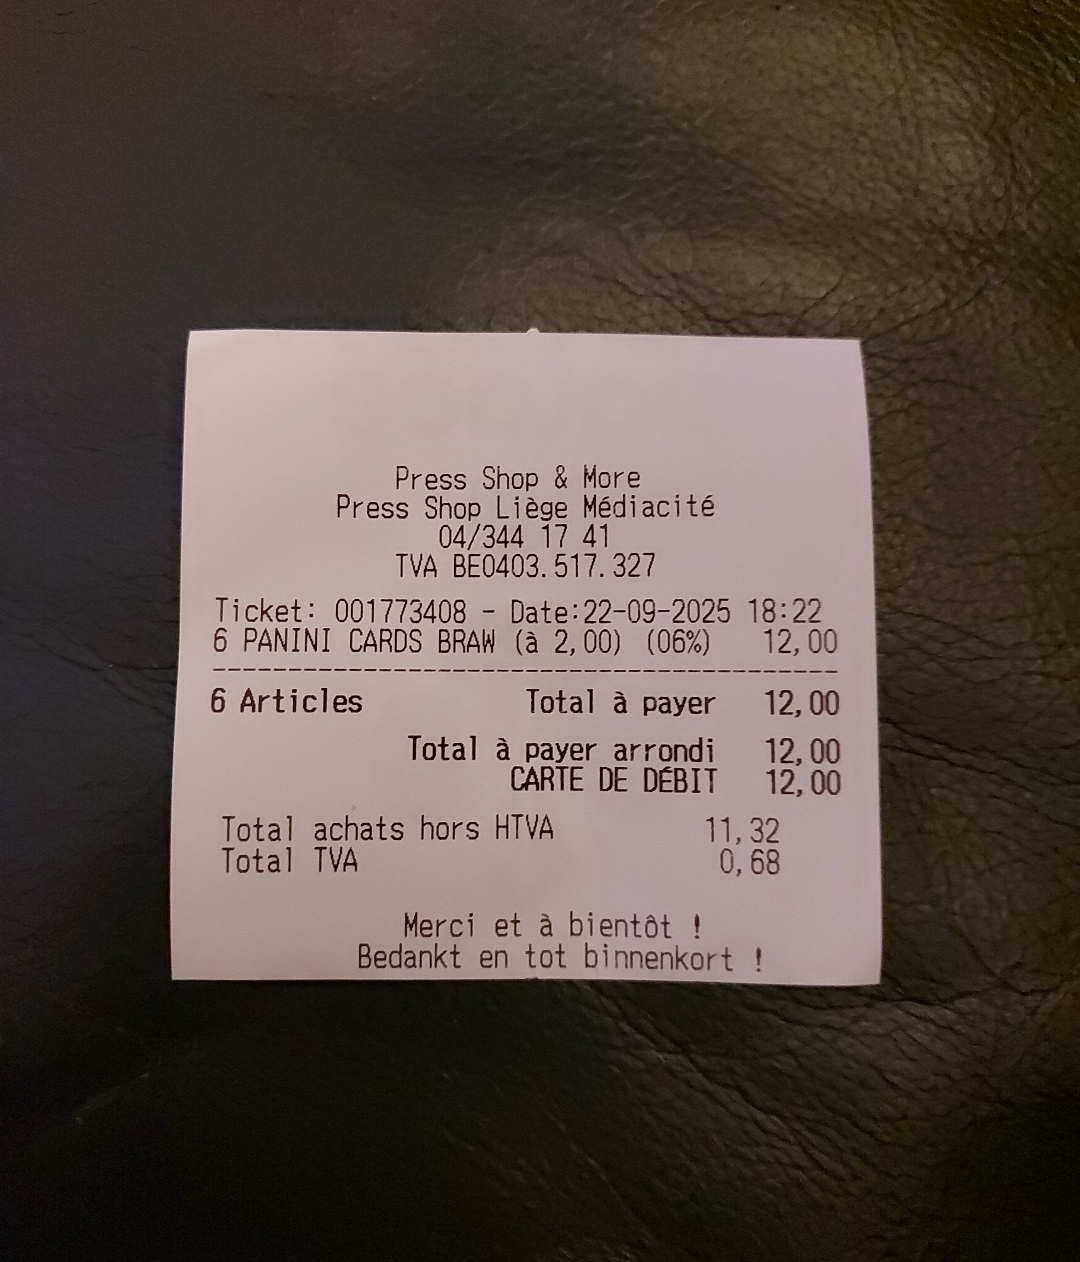 Press Shop & More
Press Shop Liège Médiacité
04/344 17 41
TVA BE0403.517.327
Ticket: 001773408 - Date:22-09-2025 18:22
6 PANINI CARDS BRAW (à 2,00) (06%) 12,00
6 Articles Total à payer 12,00
Total à payer arrondi 12,00
CARTE DE DÉBIT 12,00
Total achats hors HTVA 11,32
Total TVA 0,68
Merci et à bientôt !
Bedankt en tot binnenkort !